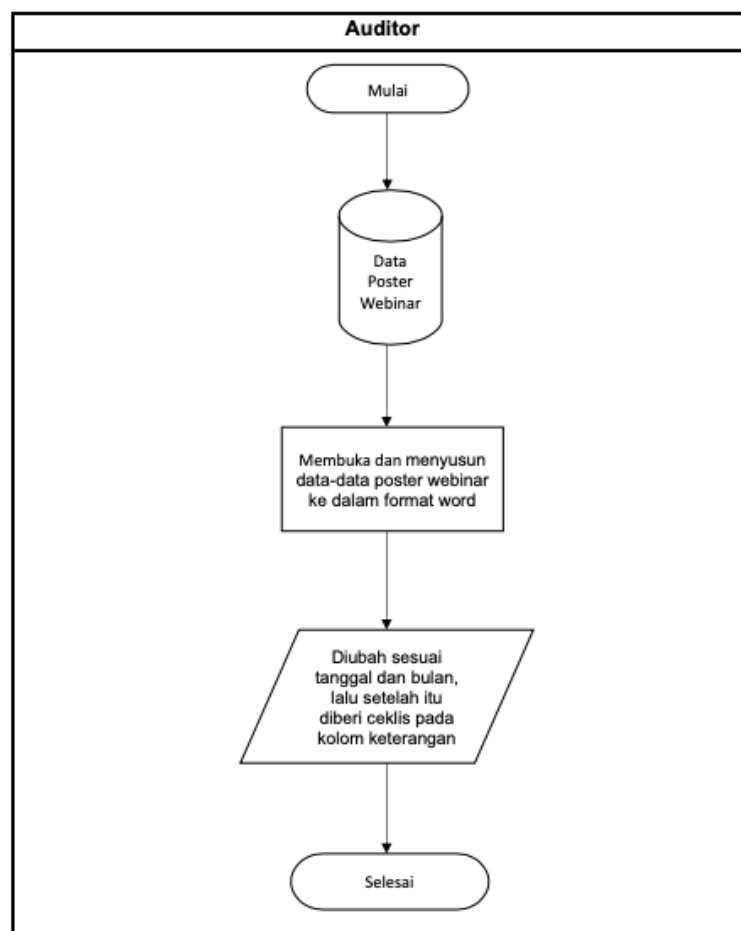 Auditor
Mulai
Data
Poster
Webinar
Membuka dan menyusun
data-data poster webinar
ke dalam format word
Diubah sesuai
tanggal dan bulan,
lalu setelah itu
diberi ceklis pada
kolom keterangan
Selesai